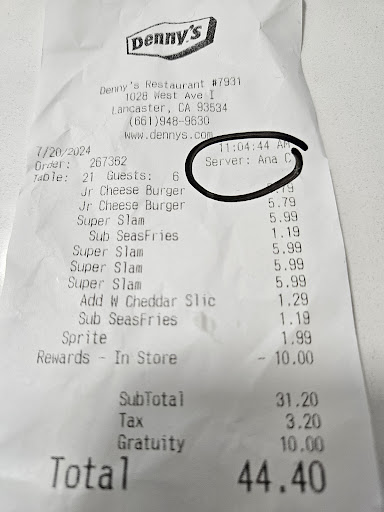 Denny's
Denny's Restaurant #7931
1028 West Ave I
Lancaster, CA 93534
(661)948-9630
www.dennys.com
7/20/2024 11:04:44 AM
Order: 267362 Server: Ana C
Table: 21 Guests: 6
Jr Cheese Burger .79
Jr Cheese Burger 5.79
Super Slam 5.99
Sub SeasFries 1.19
Super Slam 5.99
Super Slam 5.99
Super Slam 5.99
Add W Cheddar Slic 1.29
Sub SeasFries 1.19
Sprite 1.99
Rewards - In Store - 10.00
SubTotal 31.20
Tax 3.20
Gratuity 10.00
Total 44.40